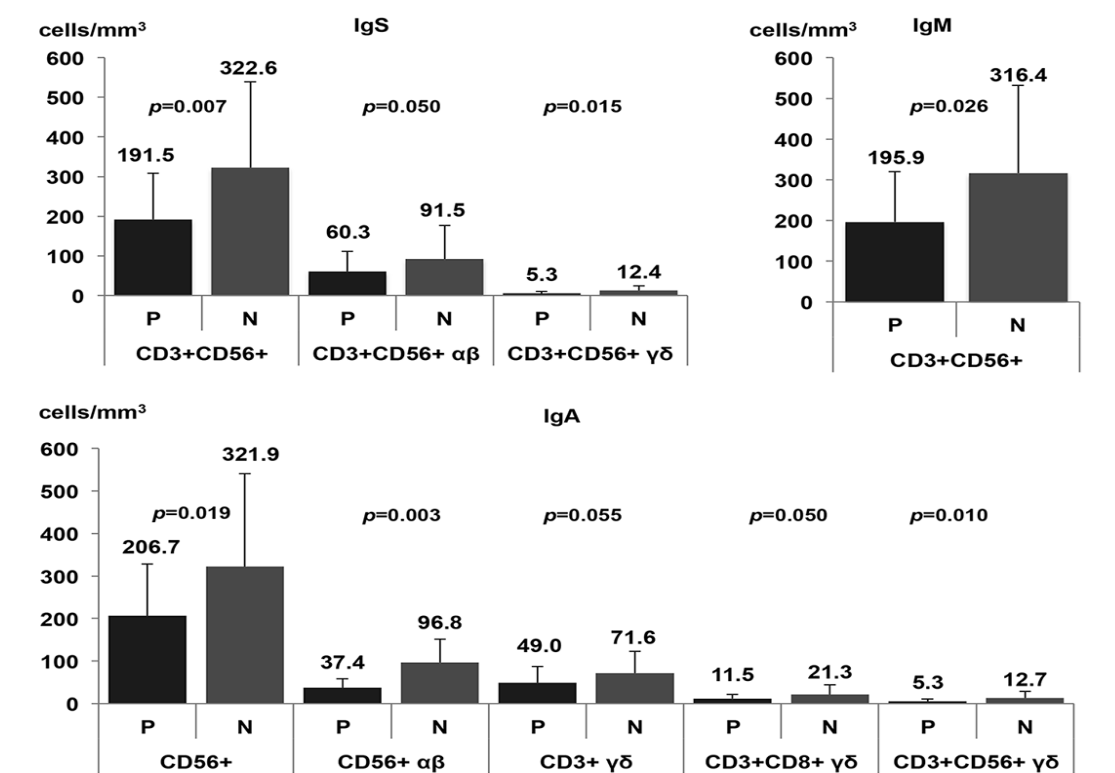 cells/mm³ IgS
600
500
400
300
200
100
0
322.6
p=0.007 p=0.050 p=0.015
191.5
60.3 91.5
5.3 12.4
P N P N P N
CD3+CD56+ CD3+CD56+ αβ CD3+CD56+ γδ
cells/mm³ IgM
600
500
400
300
200
100
0
316.4
p=0.026
195.9
P N
CD3+CD56+
cells/mm³ IgA
600
500
400
300
200
100
0
321.9
p=0.019 p=0.003 p=0.055 p=0.050 p=0.010
206.7
37.4 96.8 49.0 71.6 11.5 21.3 5.3 12.7
P N P N P N P N P N
CD56+ CD56+ αβ CD3+ γδ CD3+CD8+ γδ CD3+CD56+ γδ